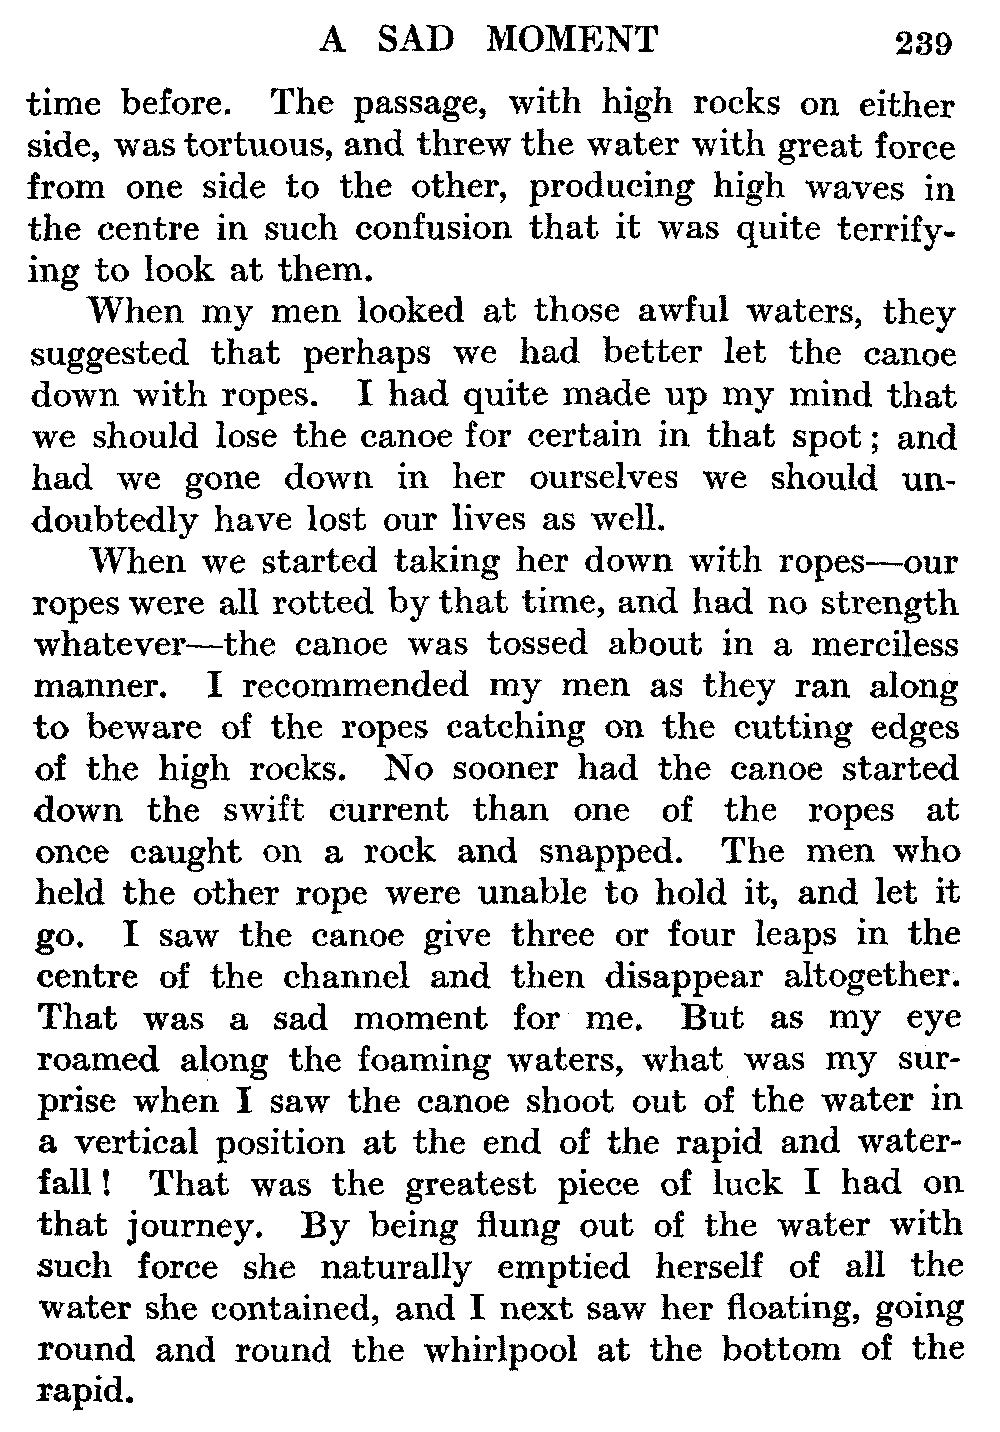 A SAD MOMENT 239
time before. The passage, with high rocks on either
side, was tortuous, and threw the water with great force
from one side to the other, producing high waves in
the centre in such confusion that it was quite terrify-
ing to look at them.
When my men looked at those awful waters, they
suggested that perhaps we had better let the canoe
down with ropes. I had quite made up my mind that
we should lose the canoe for certain in that spot; and
had we gone down in her ourselves we should un-
doubtedly have lost our lives as well.
When we started taking her down with ropes—our
ropes were all rotted by that time, and had no strength
whatever—the canoe was tossed about in a merciless
manner. I recommended my men as they ran along
to beware of the ropes catching on the cutting edges
of the high rocks. No sooner had the canoe started
down the swift current than one of the ropes at
once caught on a rock and snapped. The men who
held the other rope were unable to hold it, and let it
go. I saw the canoe give three or four leaps in the
centre of the channel and then disappear altogether.
That was a sad moment for me. But as my eye
roamed along the foaming waters, what was my sur-
prise when I saw the canoe shoot out of the water in
a vertical position at the end of the rapid and water-
fall! That was the greatest piece of luck I had on
that journey. By being flung out of the water with
such force she naturally emptied herself of all the
water she contained, and I next saw her floating, going
round and round the whirlpool at the bottom of the
rapid.